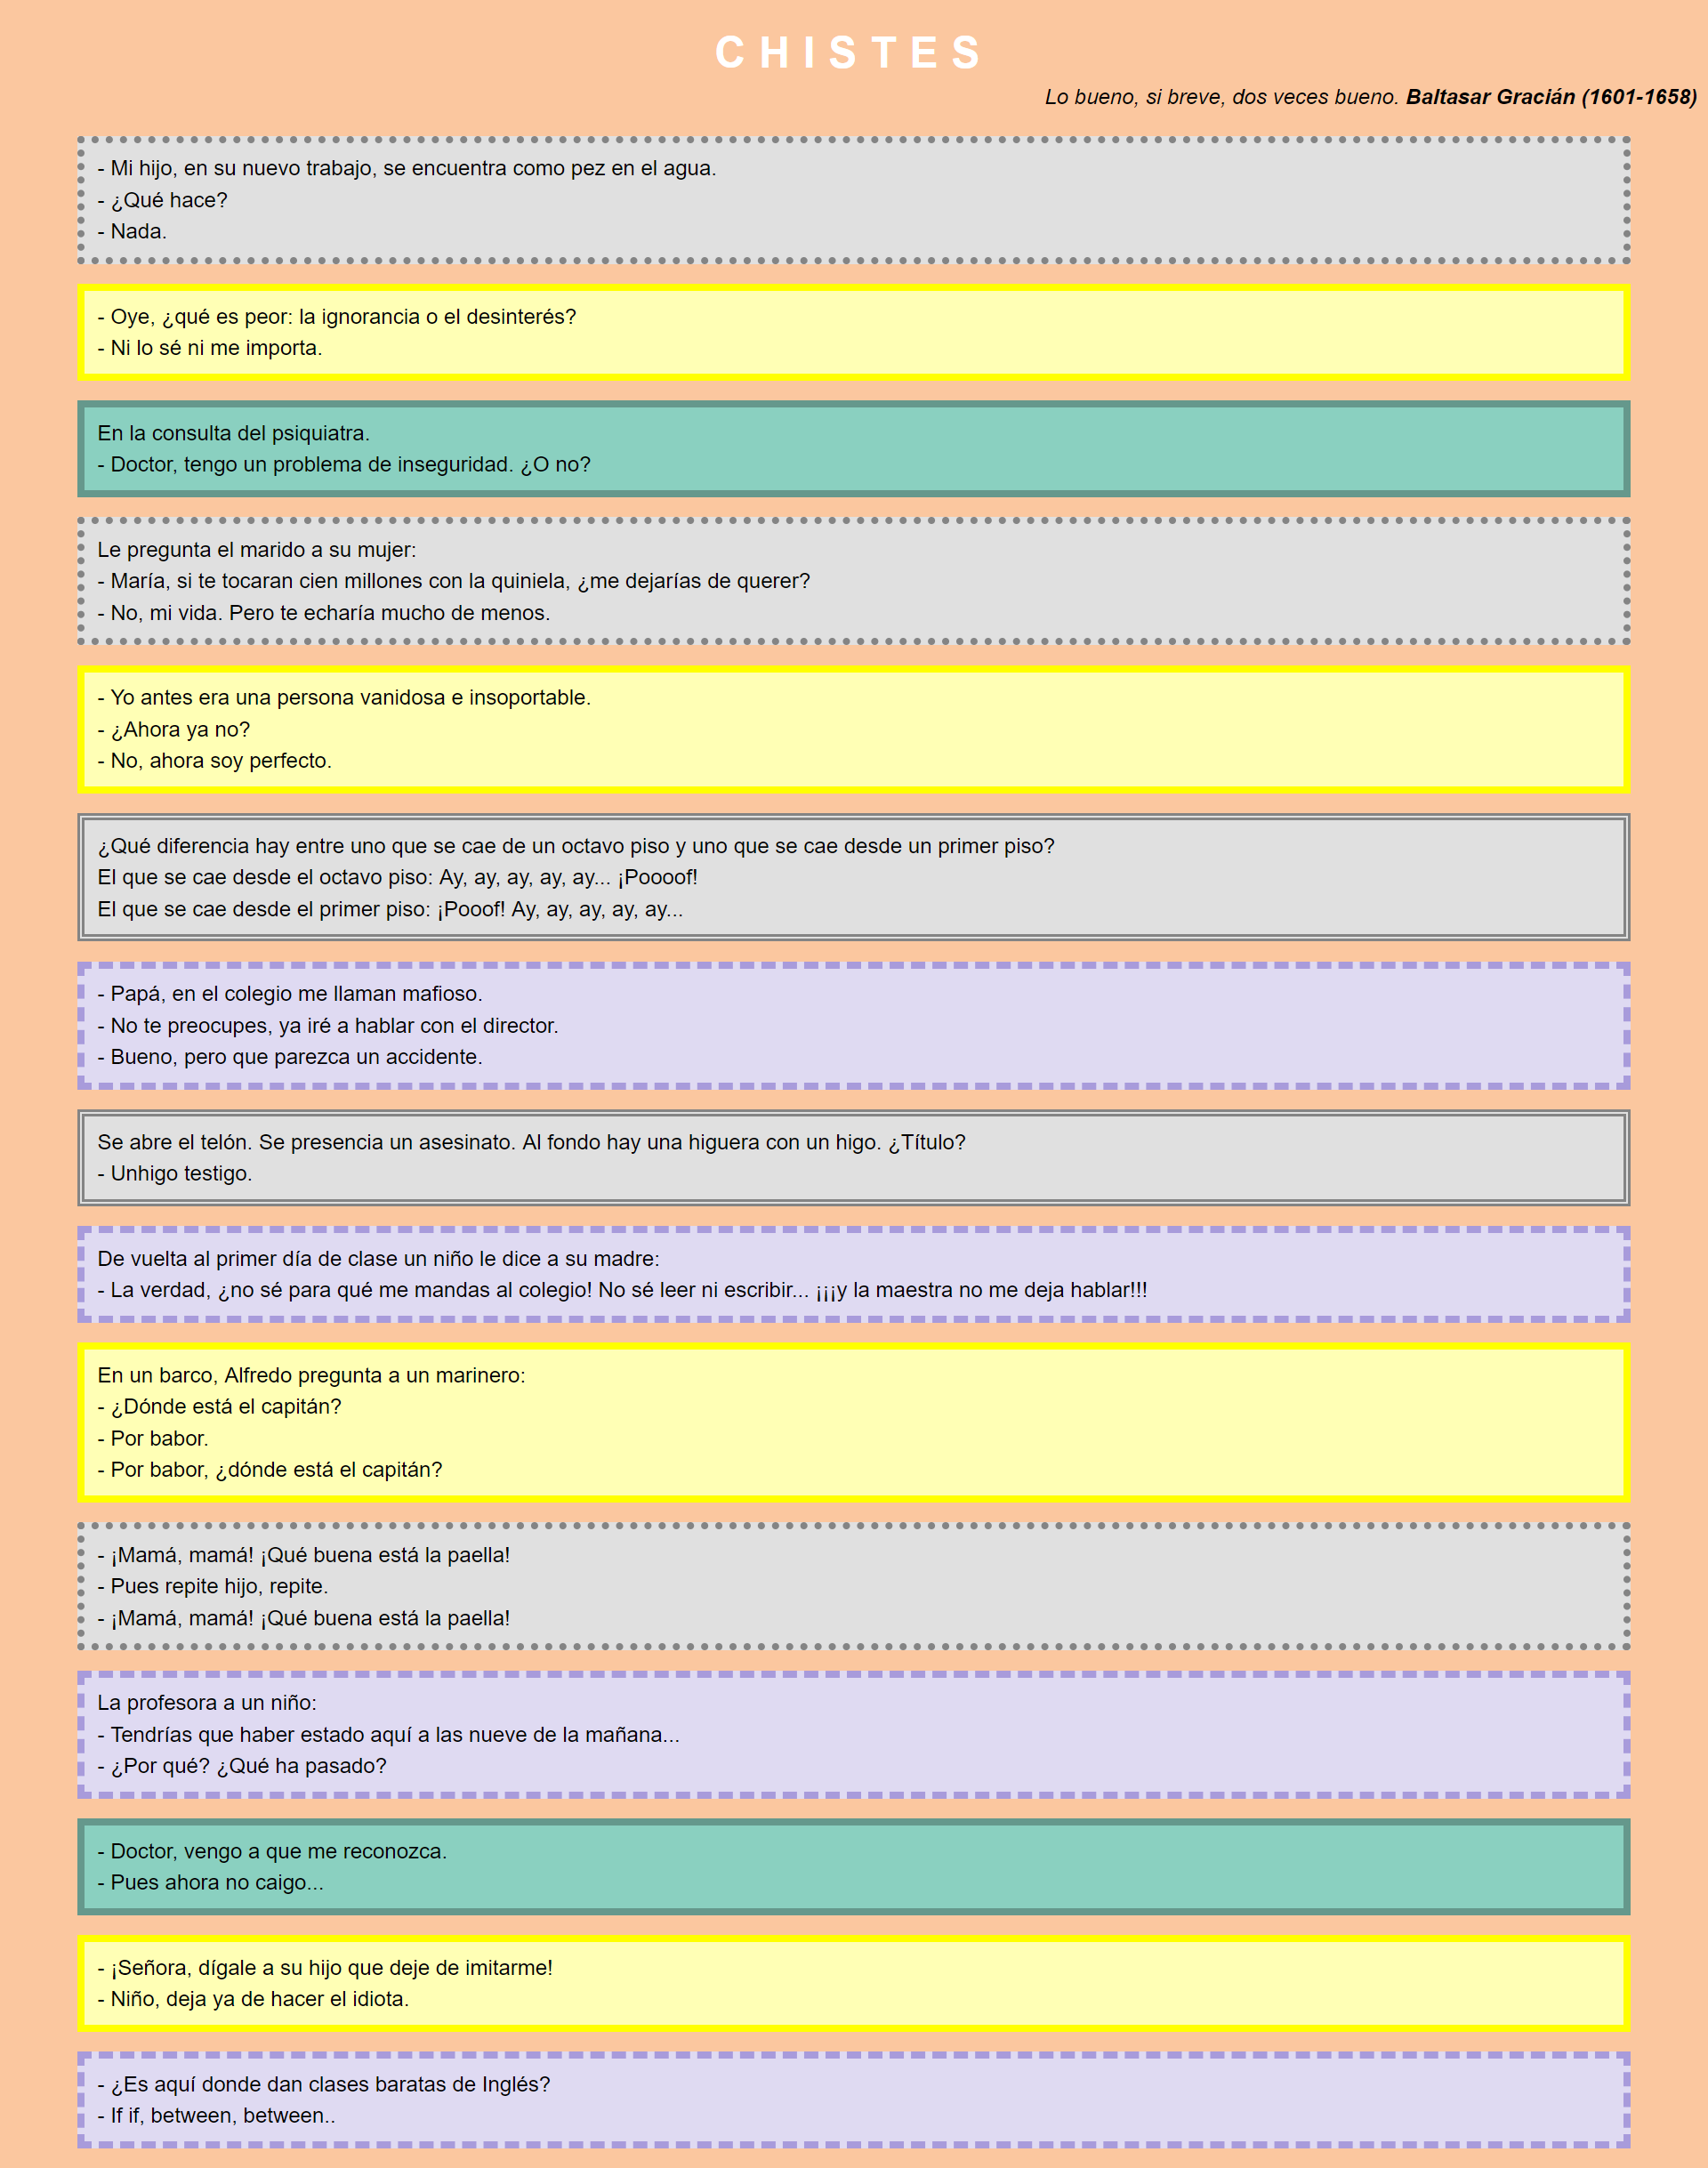 CHISTES
Lo bueno, si breve, dos veces bueno. Baltasar Gracián (1601-1658)
- Mi hijo, en su nuevo trabajo, se encuentra como pez en el agua.
- ¿Qué hace?
- Nada.
- Oye, ¿qué es peor: la ignorancia o el desinterés?
- Ni lo sé ni me importa.
En la consulta del psiquiatra.
- Doctor, tengo un problema de inseguridad. ¿O no?
Le pregunta el marido a su mujer:
- María, si te tocaran cien millones con la quiniela, ¿me dejarías de querer?
- No, mi vida. Pero te echaría mucho de menos.
- Yo antes era una persona vanidosa e insoportable.
- ¿Ahora ya no?
- No, ahora soy perfecto.
¿Qué diferencia hay entre uno que se cae de un octavo piso y uno que se cae desde un primer piso?
El que se cae desde el octavo piso: Ay, ay, ay, ay, ay... ¡Poooof!
El que se cae desde el primer piso: ¡Pooof! Ay, ay, ay, ay, ay...
- Papá, en el colegio me llaman mafioso.
- No te preocupes, ya iré a hablar con el director.
- Bueno, pero que parezca un accidente.
Se abre el telón. Se presencia un asesinato. Al fondo hay una higuera con un higo. ¿Título?
- Unhigo testigo.
De vuelta al primer día de clase un niño le dice a su madre:
- La verdad, ¿no sé para qué me mandas al colegio! No sé leer ni escribir... ¡¡¡y la maestra no me deja hablar!!!
En un barco, Alfredo pregunta a un marinero:
- ¿Dónde está el capitán?
- Por babor.
- Por babor, ¿dónde está el capitán?
- ¡Mamá, mamá! ¡Qué buena está la paella!
- Pues repite hijo, repite.
- ¡Mamá, mamá! ¡Qué buena está la paella!
La profesora a un niño:
- Tendrías que haber estado aquí a las nueve de la mañana...
- ¿Por qué? ¿Qué ha pasado?
- Doctor, vengo a que me reconozca.
- Pues ahora no caigo...
- ¡Señora, dígale a su hijo que deje de imitarme!
- Niño, deja ya de hacer el idiota.
- ¿Es aquí donde dan clases baratas de Inglés?
- If if, between, between..